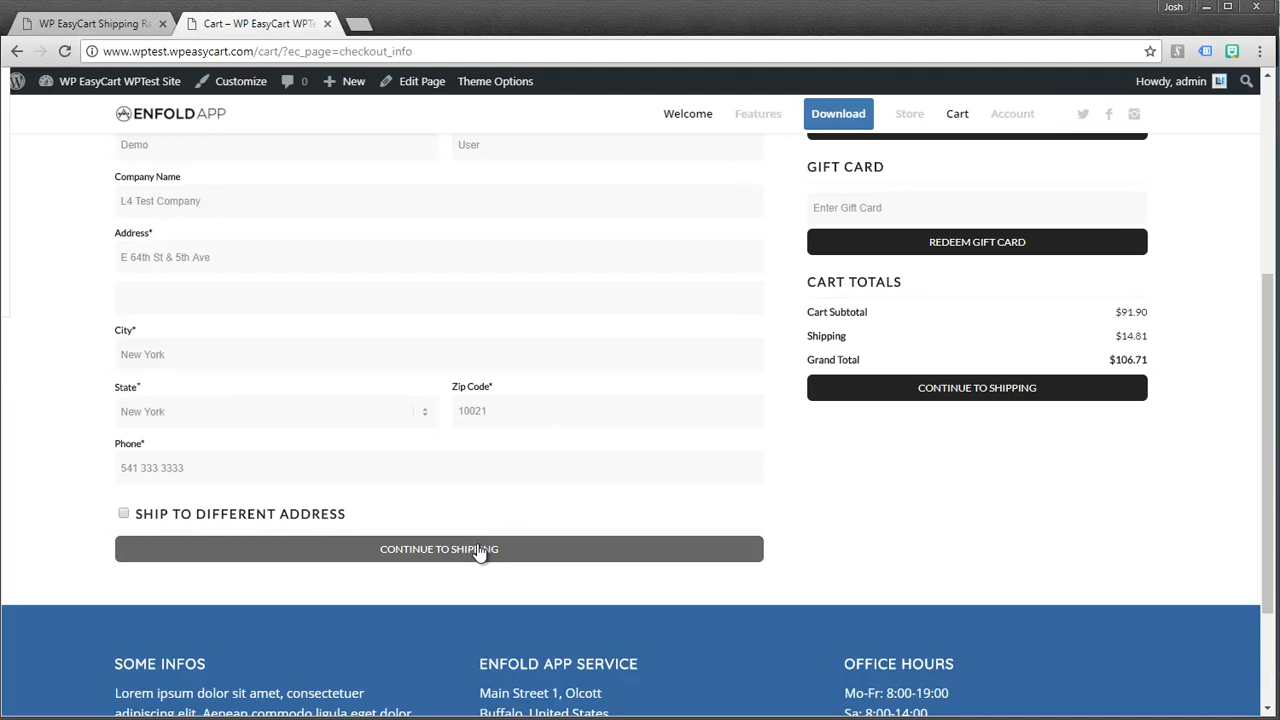 Josh
WP EasyCart Shipping Ra
Cart – WP EasyCart WPTe
www.wptest.wpeasycart.com/cart/?ec_page=checkout_info
WP EasyCart WPTest Site
Customize
0
New
Edit Page
Theme Options
Howdy, admin
ENFOLD APP
Welcome
Features
Download
Store
Cart
Account
Demo
User
Company Name
L4 Test Company
Address*
E 64th St & 5th Ave
City*
New York
State*
Zip Code*
New York
10021
Phone*
541 333 3333
SHIP TO DIFFERENT ADDRESS
CONTINUE TO SHIPPING
GIFT CARD
Enter Gift Card
REDEEM GIFT CARD
CART TOTALS
Cart Subtotal $91.90
Shipping $14.81
Grand Total $106.71
CONTINUE TO SHIPPING
SOME INFOS
Lorem ipsum dolor sit amet, consectetuer
adipiscing elit. Aenean commodo ligula eget dolor
ENFOLD APP SERVICE
Main Street 1, Olcott
Buffalo, United States
OFFICE HOURS
Mo-Fr: 8:00-19:00
Sa: 8:00-14:00